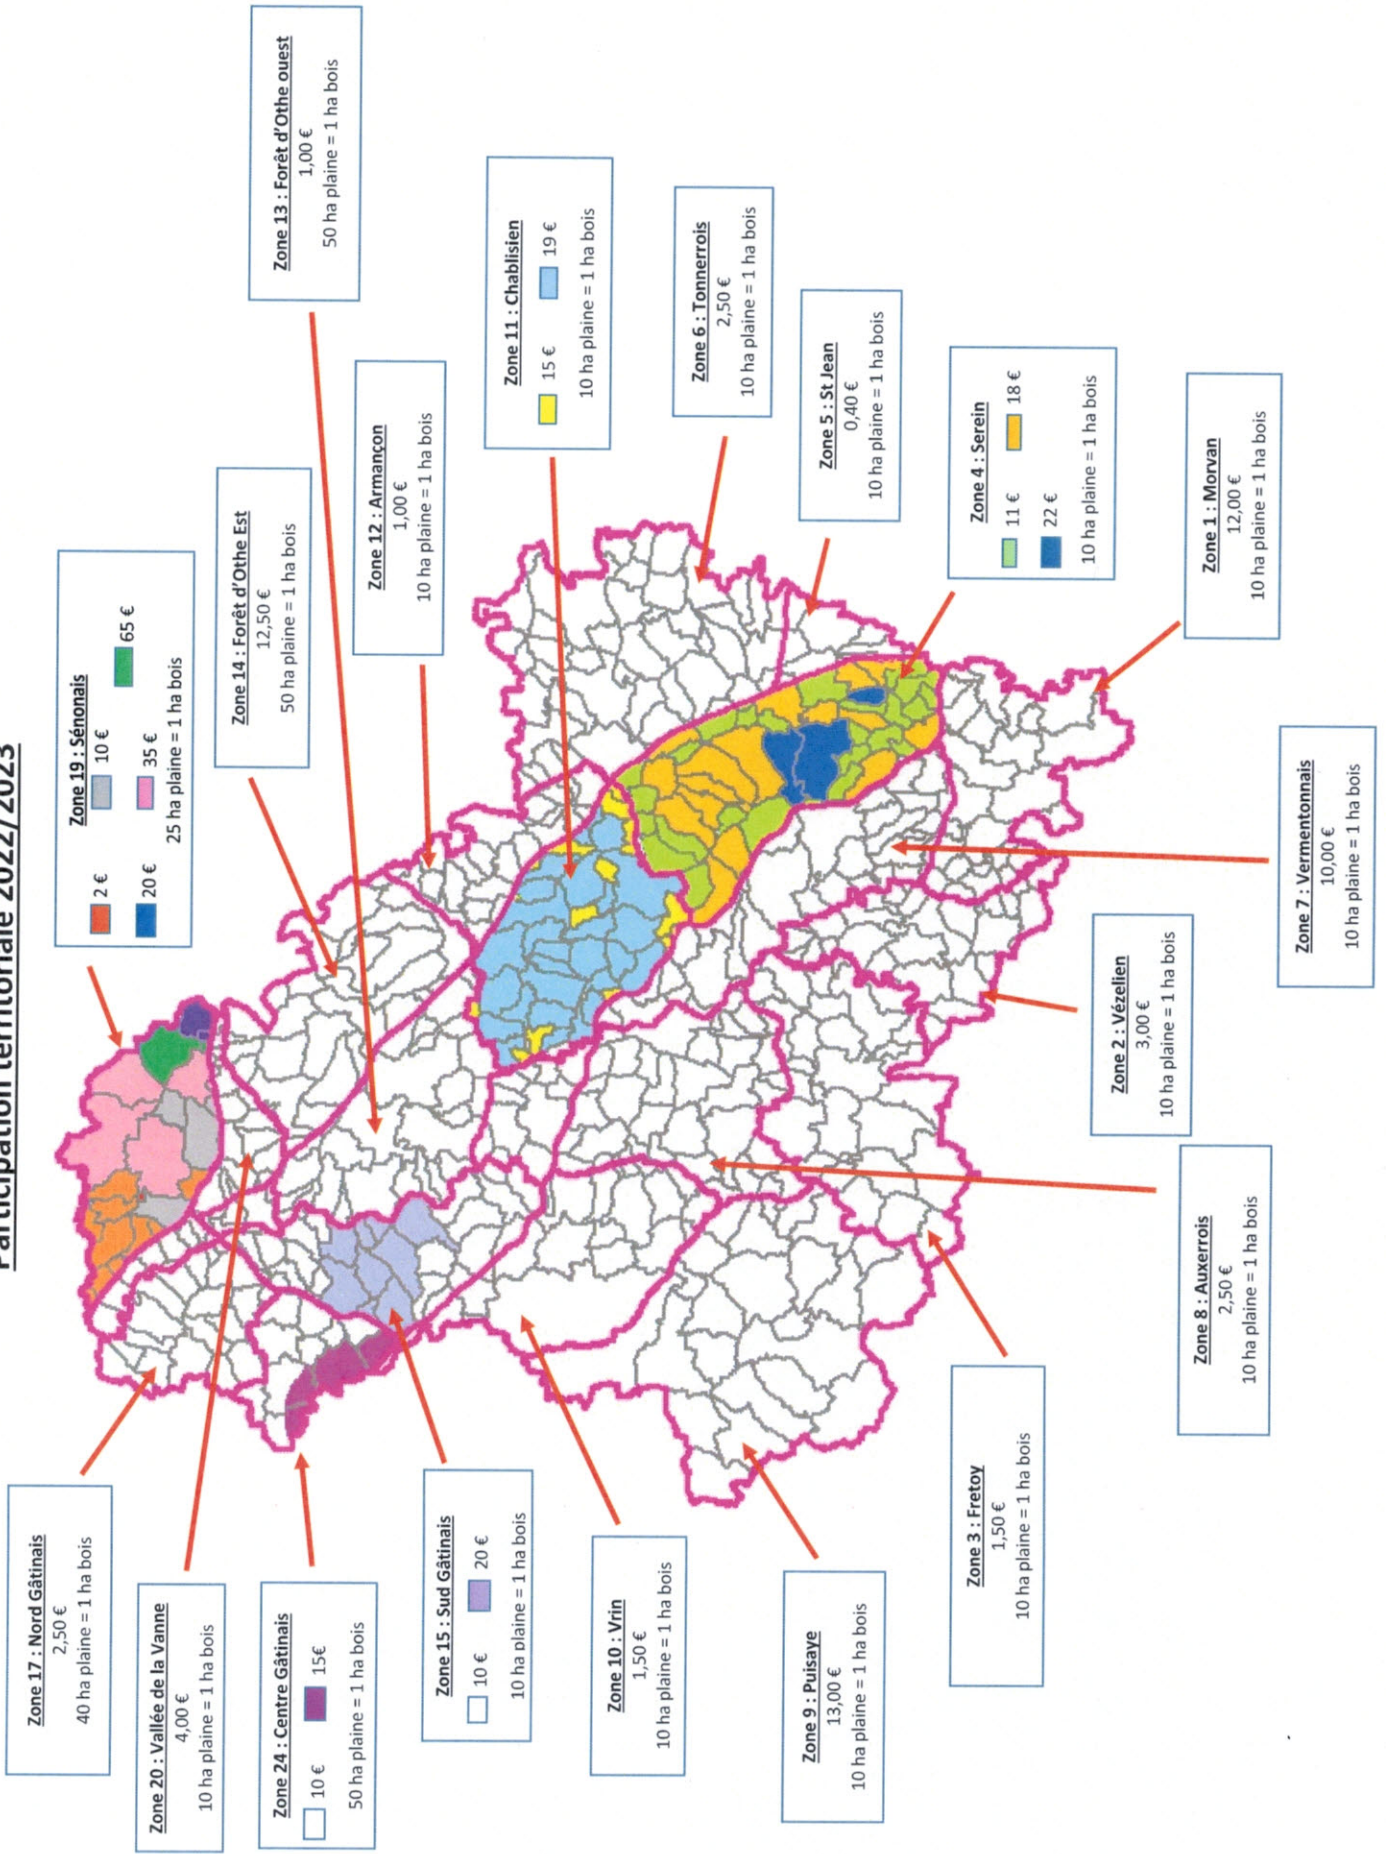 Participation territoriale 2022/2023
Zone 17 : Nord Gâtinais
2,50 €
40 ha plaine = 1 ha bois
Zone 19 : Sénonais
2 € 10 € 65 €
20 € 35 €
25 ha plaine = 1 ha bois
Zone 20 : Vallée de la Vanne
4,00 €
10 ha plaine = 1 ha bois
Zone 14 : Forêt d'Othe Est
12,50 €
50 ha plaine = 1 ha bois
Zone 13 : Forêt d'Othe ouest
1,00 €
50 ha plaine = 1 ha bois
Zone 24 : Centre Gâtinais
10 € 15€
50 ha plaine = 1 ha bois
Zone 12 : Armançon
1,00 €
10 ha plaine = 1 ha bois
Zone 15 : Sud Gâtinais
10 € 20 €
10 ha plaine = 1 ha bois
Zone 11 : Chablisien
15 € 19 €
10 ha plaine = 1 ha bois
Zone 10 : Vrin
1,50 €
10 ha plaine = 1 ha bois
Zone 6 : Tonnerrois
2,50 €
10 ha plaine = 1 ha bois
Zone 9 : Puisaye
13,00 €
10 ha plaine = 1 ha bois
Zone 5 : St Jean
0,40 €
10 ha plaine = 1 ha bois
Zone 3 : Fretoy
1,50 €
10 ha plaine = 1 ha bois
Zone 4 : Serein
11 € 18 €
22 €
10 ha plaine = 1 ha bois
Zone 2 : Vézelien
3,00 €
10 ha plaine = 1 ha bois
Zone 8 : Auxerrois
2,50 €
10 ha plaine = 1 ha bois
Zone 1 : Morvan
12,00 €
10 ha plaine = 1 ha bois
Zone 7 : Vermentonnais
10,00 €
10 ha plaine = 1 ha bois